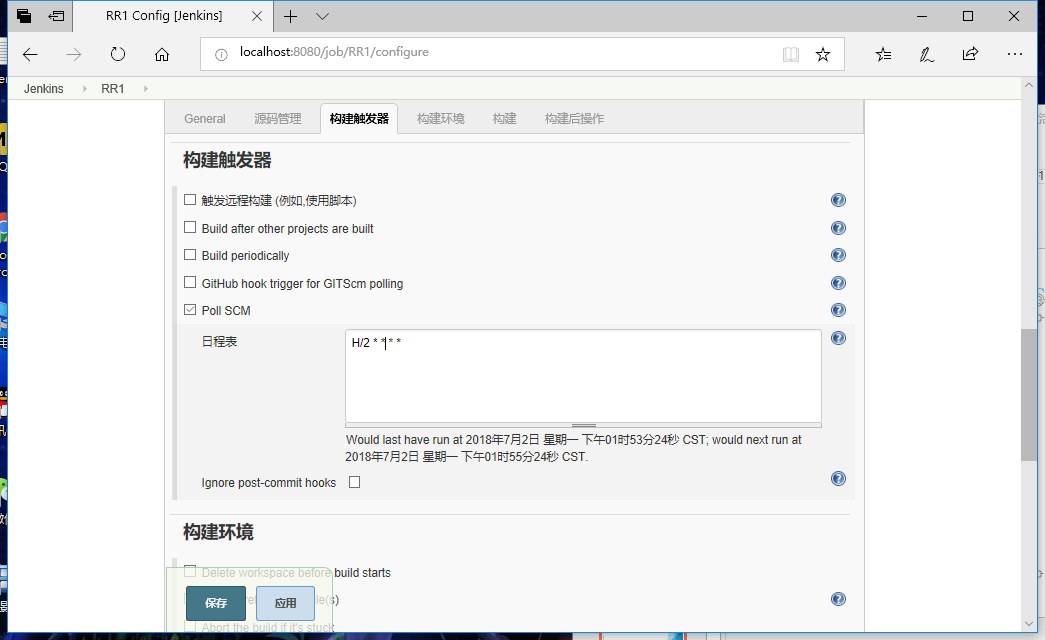 RR1 Config [Jenkins]
localhost:8080/job/RR1/configure
Jenkins RR1
General 源码管理 构建触发器 构建环境 构建 构建后操作
构建触发器
触发远程构建 (例如,使用脚本)
Build after other projects are built
Build periodically
GitHub hook trigger for GITScm polling
Poll SCM
日程表
H/2 * * * *
Would last have run at 2018年7月2日 星期一 下午01时53分24秒 CST; would next run at
2018年7月2日 星期一 下午01时55分24秒 CST.
Ignore post-commit hooks
构建环境
Delete workspace before build starts
保存 应用
Abort the build if it's stuck